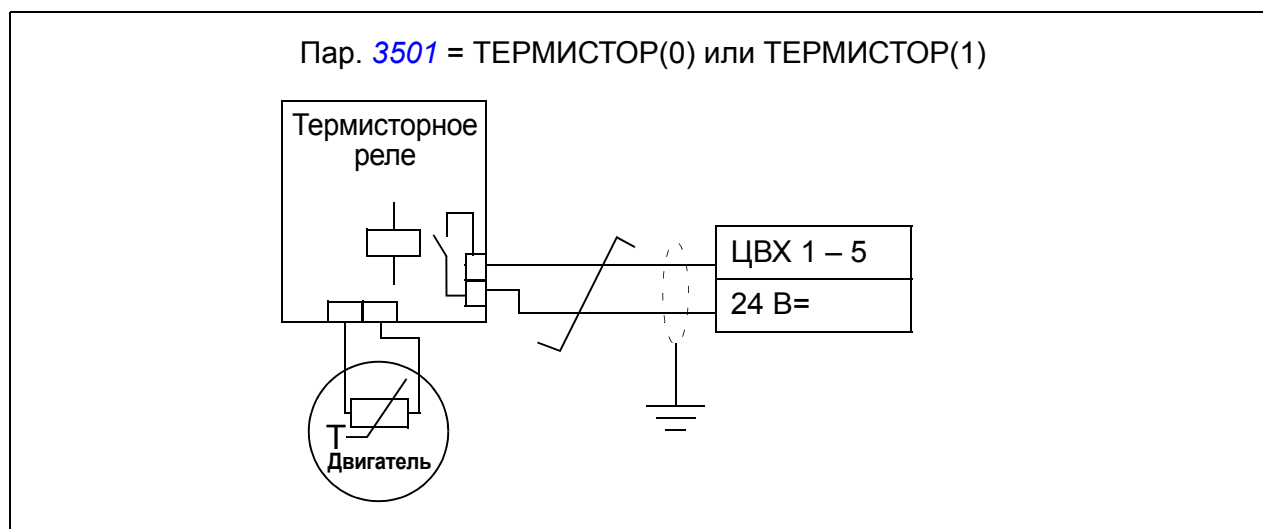 Пар. 3501 = ТЕРМИСТОР(0) или ТЕРМИСТОР(1)
Термисторное
реле
ЦВХ 1 – 5
24 В=
T
Двигатель